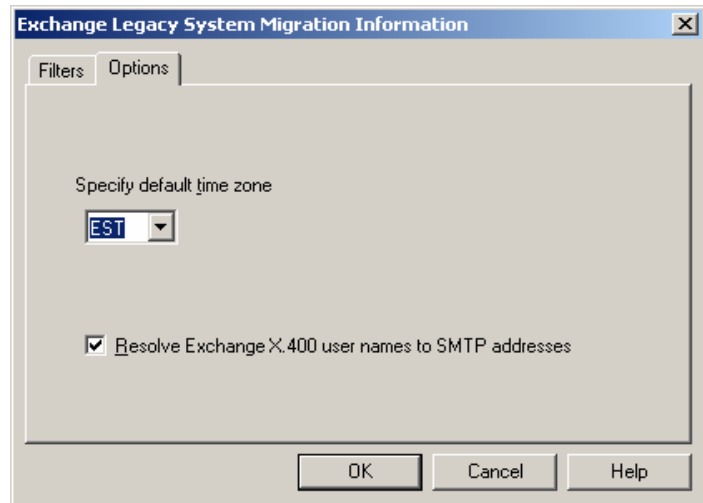 Exchange Legacy System Migration Information
Filters Options
Specify default time zone
EST
Resolve Exchange X.400 user names to SMTP addresses
OK Cancel Help